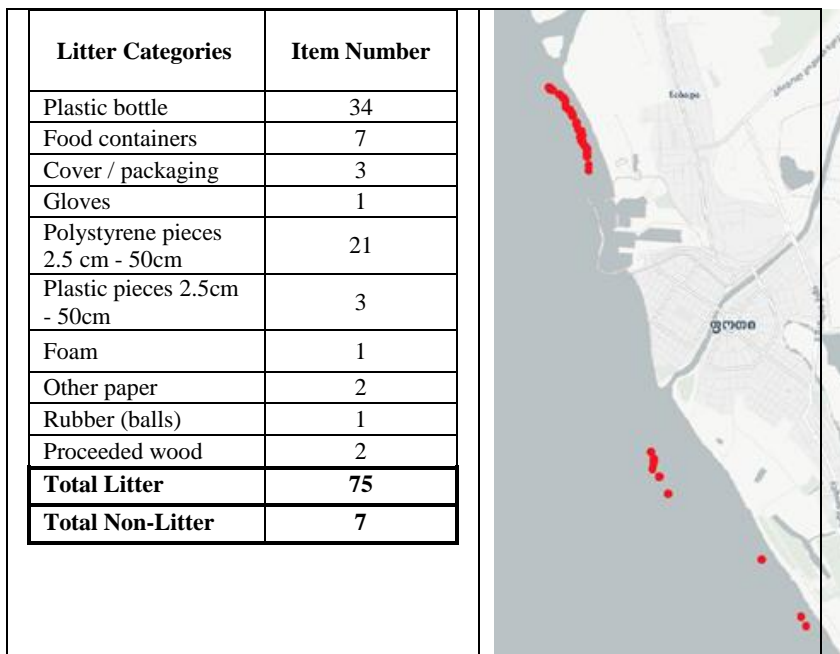 Litter Categories Item Number
Plastic bottle 34
Food containers 7
Cover / packaging 3
Gloves 1
Polystyrene pieces
2.5 cm - 50cm 21
Plastic pieces 2.5cm
- 50cm 3
Foam 1
Other paper 2
Rubber (balls) 1
Proceeded wood 2
Total Litter 75
Total Non-Litter 7
ნაბადა
ფოთი